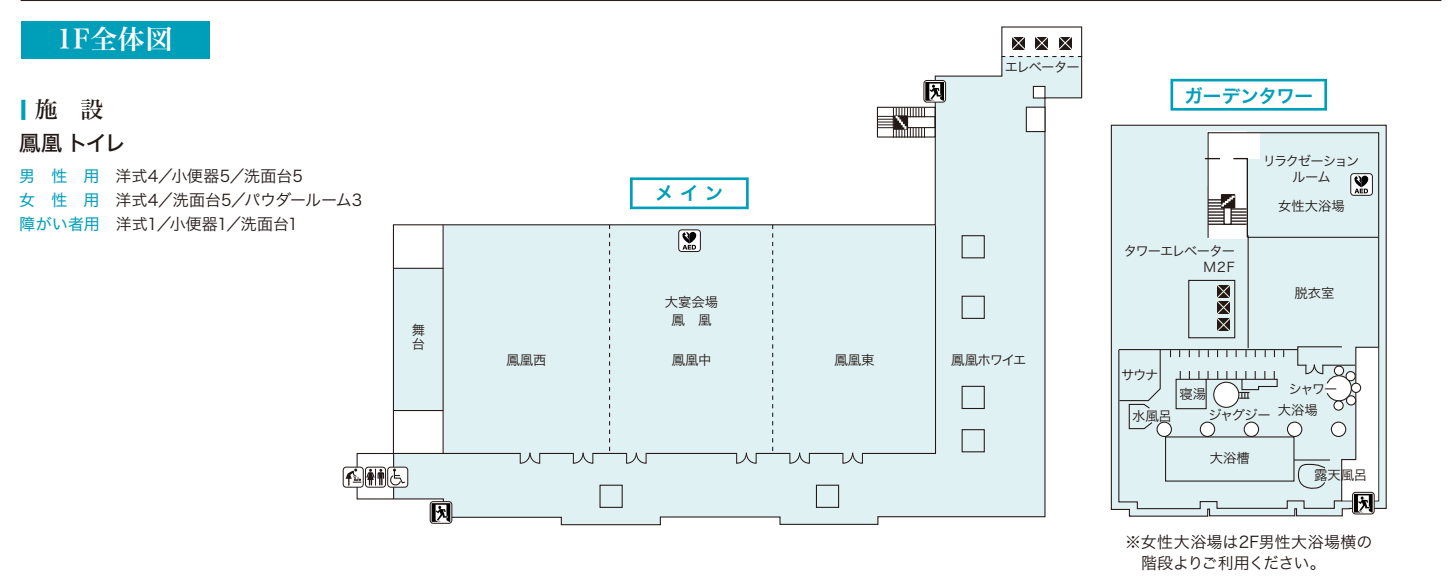 1F全体図
施 設
鳳凰 トイレ
男 性 用 洋式4／小便器5／洗面台5
女 性 用 洋式4／洗面台5／パウダールーム3
障がい者用 洋式1／小便器1／洗面台1
メイン
エレベーター
AED
大宴会場
鳳 凰
舞台
鳳凰西
鳳凰中
鳳凰東
鳳凰ホワイエ
ガーデンタワー
リラクゼーション
ルーム
AED
女性大浴場
タワーエレベーター
M2F
脱衣室
サウナ
シャワー
寝湯
水風呂
ジャグジー
大浴場
大浴槽
露天風呂
※女性大浴場は2F男性大浴場横の
階段よりご利用ください。